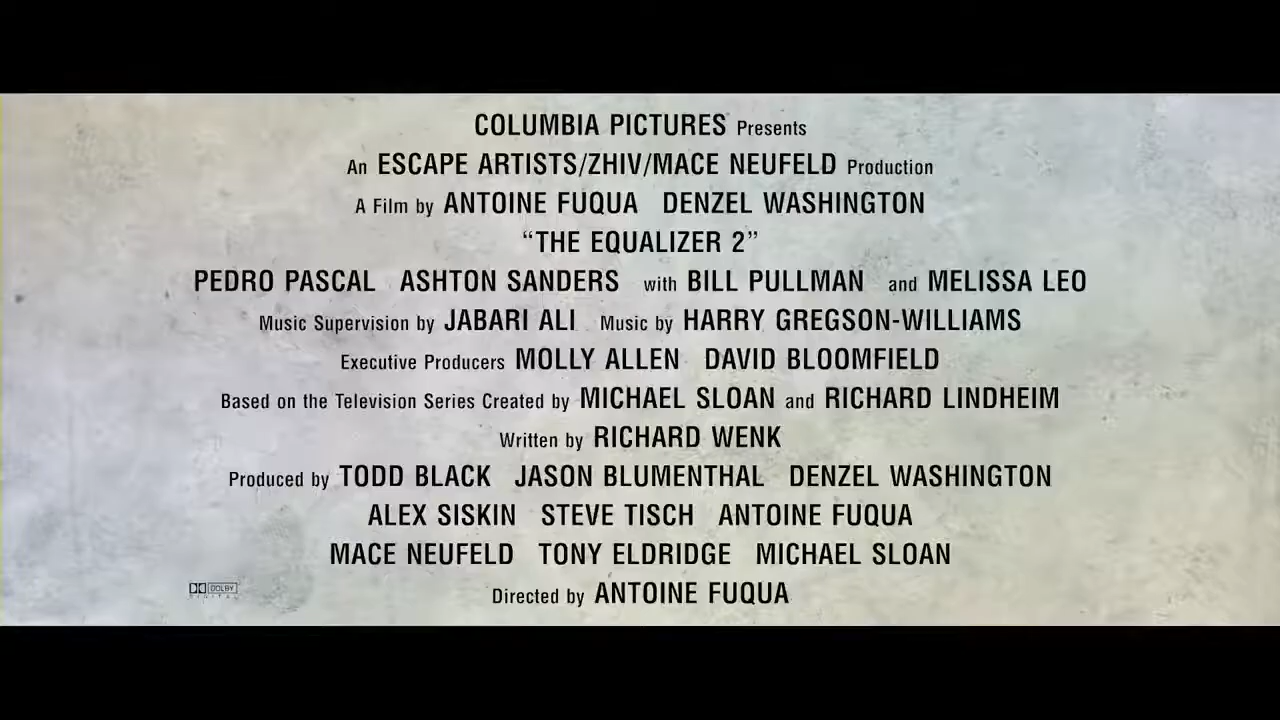 COLUMBIA PICTURES Presents
An ESCAPE ARTISTS/ZHIV/MACE NEUFELD Production
A Film by ANTOINE FUQUA DENZEL WASHINGTON
“THE EQUALIZER 2”
PEDRO PASCAL ASHTON SANDERS with BILL PULLMAN and MELISSA LEO
Music Supervision by JABARI ALI Music by HARRY GREGSON-WILLIAMS
Executive Producers MOLLY ALLEN DAVID BLOOMFIELD
Based on the Television Series Created by MICHAEL SLOAN and RICHARD LINDHEIM
Written by RICHARD WENK
Produced by TODD BLACK JASON BLUMENTHAL DENZEL WASHINGTON
ALEX SISKIN STEVE TISCH ANTOINE FUQUA
MACE NEUFELD TONY ELDRIDGE MICHAEL SLOAN
DOLBY
DIGITAL
Directed by ANTOINE FUQUA